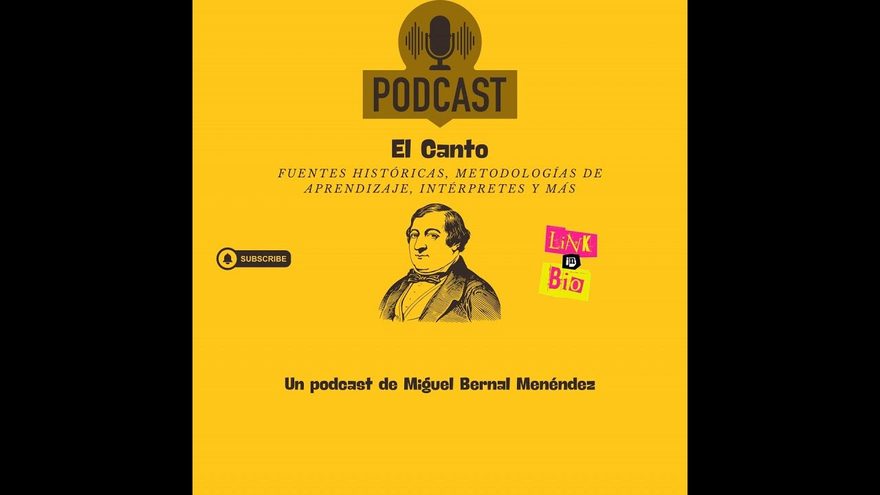 PODCAST
El Canto
FUENTES HISTÓRICAS, METODOLOGÍAS DE
APRENDIZAJE, INTÉRPRETES Y MÁS
SUBSCRIBE
LiNK
Bio
Un podcast de Miguel Bernal Menéndez